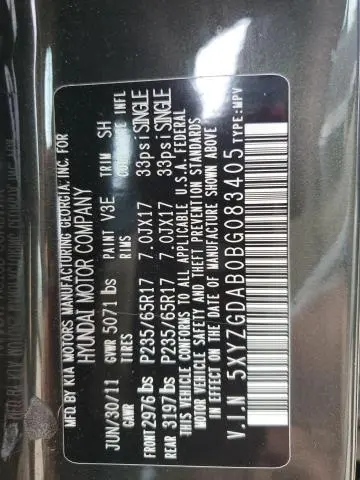 MFD BY KIA MOTORS MANUFACTURING GEORGIA, INC. FOR
HYUNDAI MOTOR COMPANY
JUN/30/11 GVWR 5071 lbs PAINT V3E TRIM SH
GAWR TIRES RIMS INFL
FRONT 2976 lbs P235/65R17 7.0JX17 33psi SINGLE
REAR 3197 lbs P235/65R17 7.0JX17 33psi SINGLE
THIS VEHICLE CONFORMS TO ALL APPLICABLE U.S.A. FEDERAL
MOTOR VEHICLE SAFETY AND THEFT PREVENTION STANDARDS
IN EFFECT ON THE DATE OF MANUFACTURE SHOWN ABOVE
V.I.N 5XYZGDAB0BG083405 TYPE:MPV